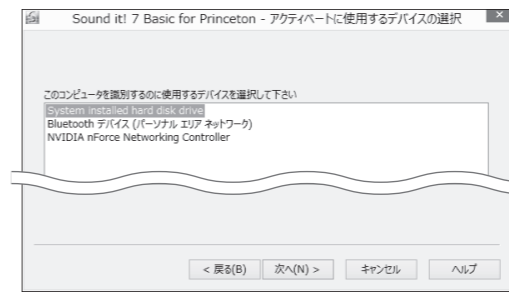 Sound it! 7 Basic for Princeton - アクティベートに使用するデバイスの選択
このコンピュータを識別するのに使用するデバイスを選択して下さい
System installed hard disk drive
Bluetooth デバイス (パーソナル エリア ネットワーク)
NVIDIA nForce Networking Controller
< 戻る(B) 次へ(N) > キャンセル ヘルプ